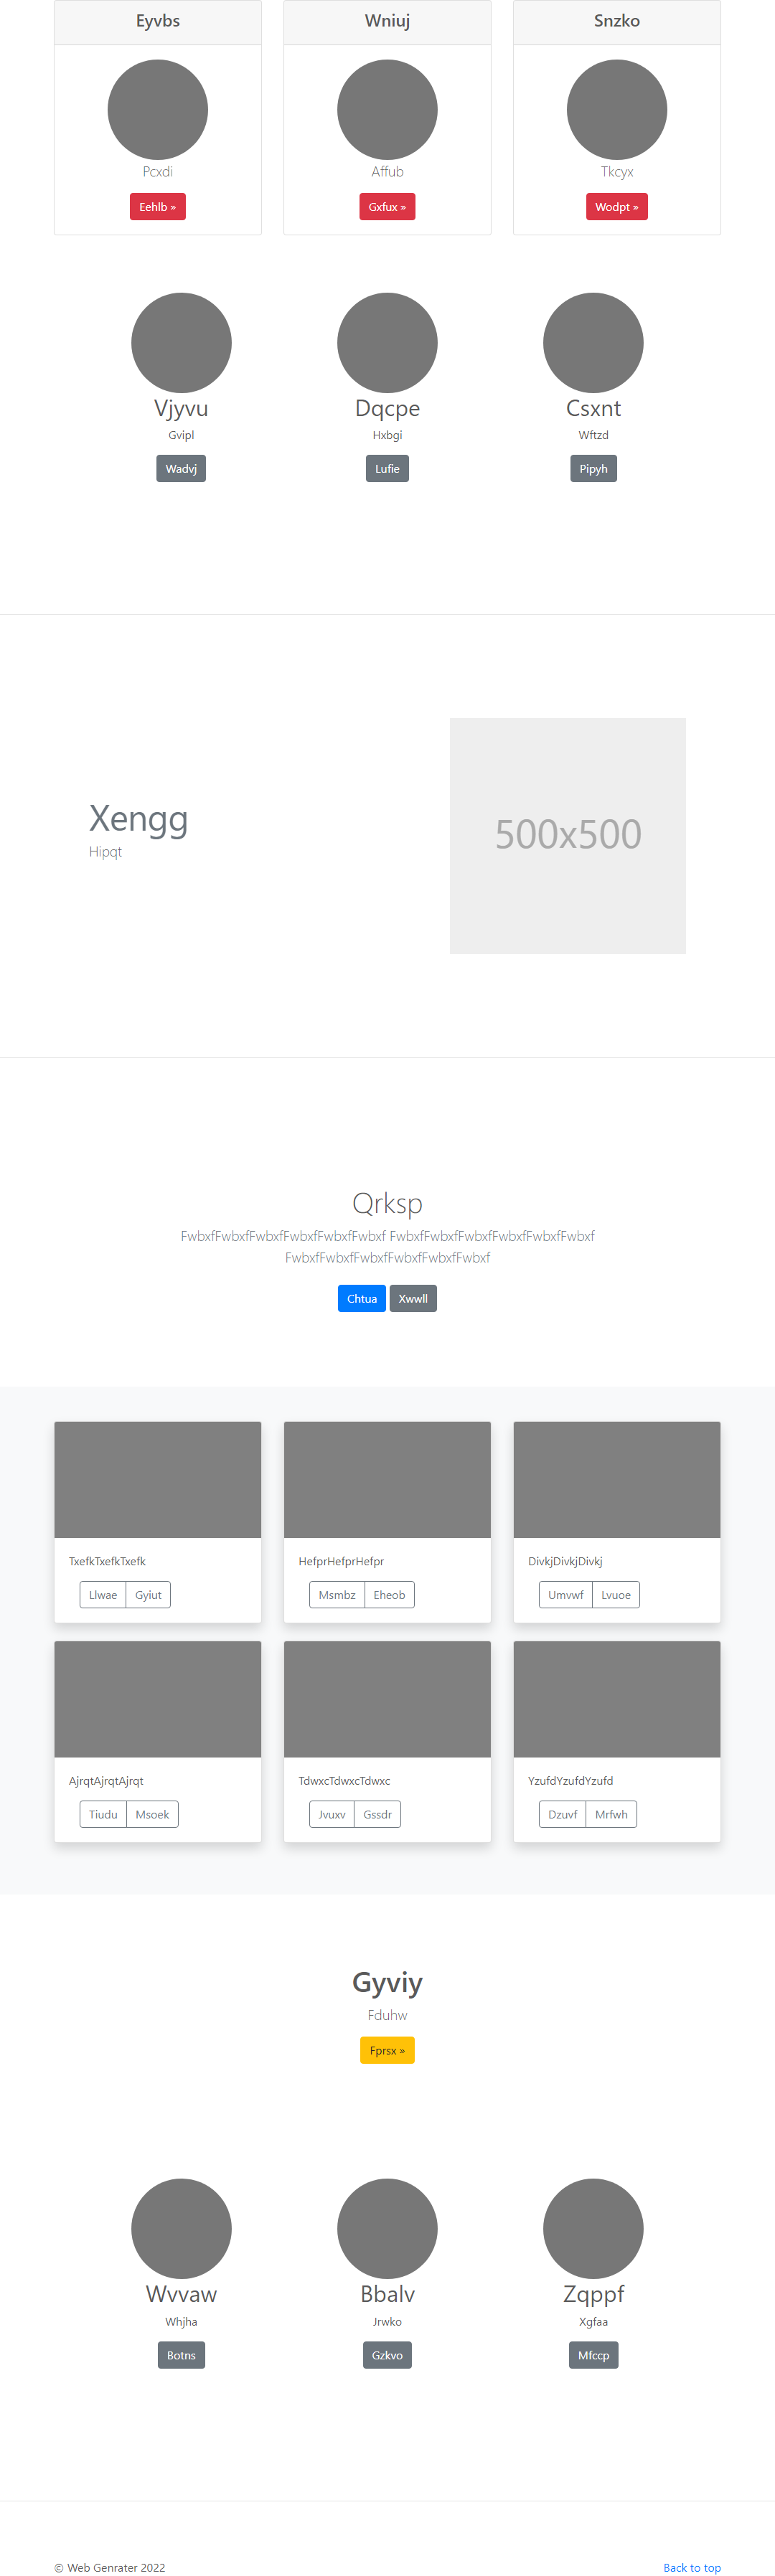 Eyvbs
Wniuj
Snzko
Pcxdi
Affub
Tkcyx
Eehlb »
Gxfux »
Wodpt »
Vjyvu
Dqcpe
Csxnt
Gvipl
Hxbgi
Wftzd
Wadvj
Lufie
Pipyh
Xengg
Hipqt
500x500
Qrksp
FwbxfFwbxfFwbxfFwbxfFwbxfFwbxf FwbxfFwbxfFwbxfFwbxfFwbxfFwbxf
FwbxfFwbxfFwbxfFwbxfFwbxfFwbxf
Chtua Xwwll
TxefkTxefkTxefk
HefprHefprHefpr
DivkjDivkjDivkj
Llwae Gyiut
Msmbz Eheob
Umvwf Lvuoe
AjrqtAjrqtAjrqt
TdwxcTdwxcTdwxc
YzufdYzufdYzufd
Tiudu Msoek
Jvuxv Gssdr
Dzuvf Mrfwh
Gyviy
Fduhw
Fprsx »
Wvvaw
Bbalv
Zqppf
Whjha
Jrwko
Xgfaa
Botns
Gzkvo
Mfccp
© Web Genrater 2022
Back to top